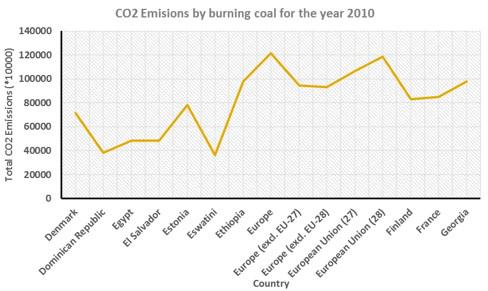 CO2 Emisions by burning coal for the year 2010
Total CO2 Emissions (*10000)
140000
120000
100000
80000
60000
40000
20000
0
Denmark
Dominican Republic
Egypt
El Salvador
Estonia
Eswatini
Ethiopia
Europe
Europe (excl. EU-27)
Europe (excl. EU-28)
European Union (27)
European Union (28)
Finland
France
Georgia
Country